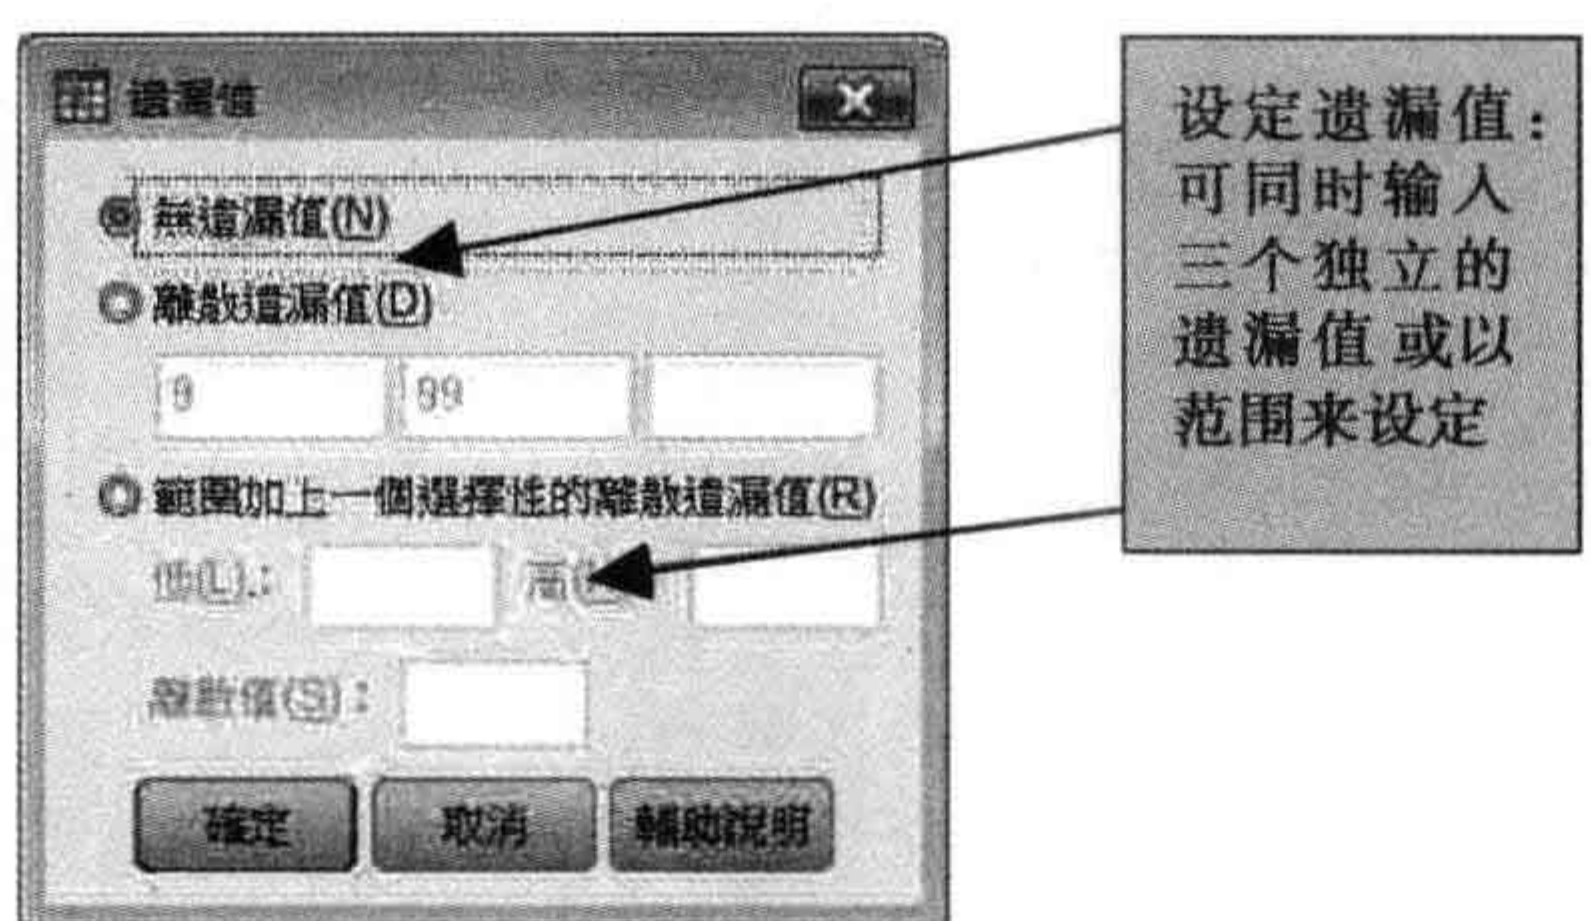 遺漏值
無遺漏值(N)
離散遺漏值(D)
9 99
範圍加上一個選擇性的離散遺漏值(R)
低(L): 高
離散值(S):
確定 取消 輔助說明
设定遗漏值:
可同时输入
三个独立的
遗漏值或以
范围来设定